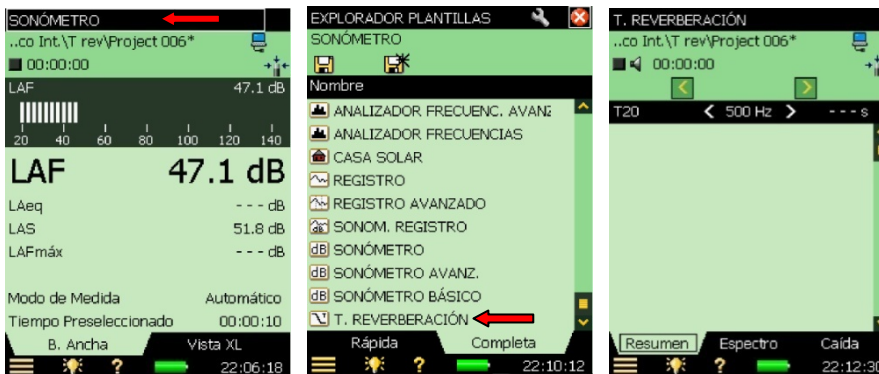 SONÓMETRO
..co Int.\T rev\Project 006*
00:00:00
LAF 47.1 dB
20 40 60 80 100 120 140
LAF 47.1 dB
LAeq - - - dB
LAS 51.8 dB
LAFmáx - - - dB
Modo de Medida Automático
Tiempo Preseleccionado 00:00:10
B. Ancha Vista XL
? 22:06:18
EXPLORADOR PLANTILLAS
SONÓMETRO
Nombre
ANALIZADOR FRECUENC. AVANZ
ANALIZADOR FRECUENCIAS
CASA SOLAR
REGISTRO
REGISTRO AVANZADO
SONOM. REGISTRO
dB SONÓMETRO
dB SONÓMETRO AVANZ.
dB SONÓMETRO BÁSICO
T. REVERBERACIÓN
Rápida Completa
? 22:10:12
T. REVERBERACIÓN
..co Int.\T rev\Project 006*
00:00:00
< >
T20 < 500 Hz > - - - s
Resumen Espectro Caída
? 22:12:30